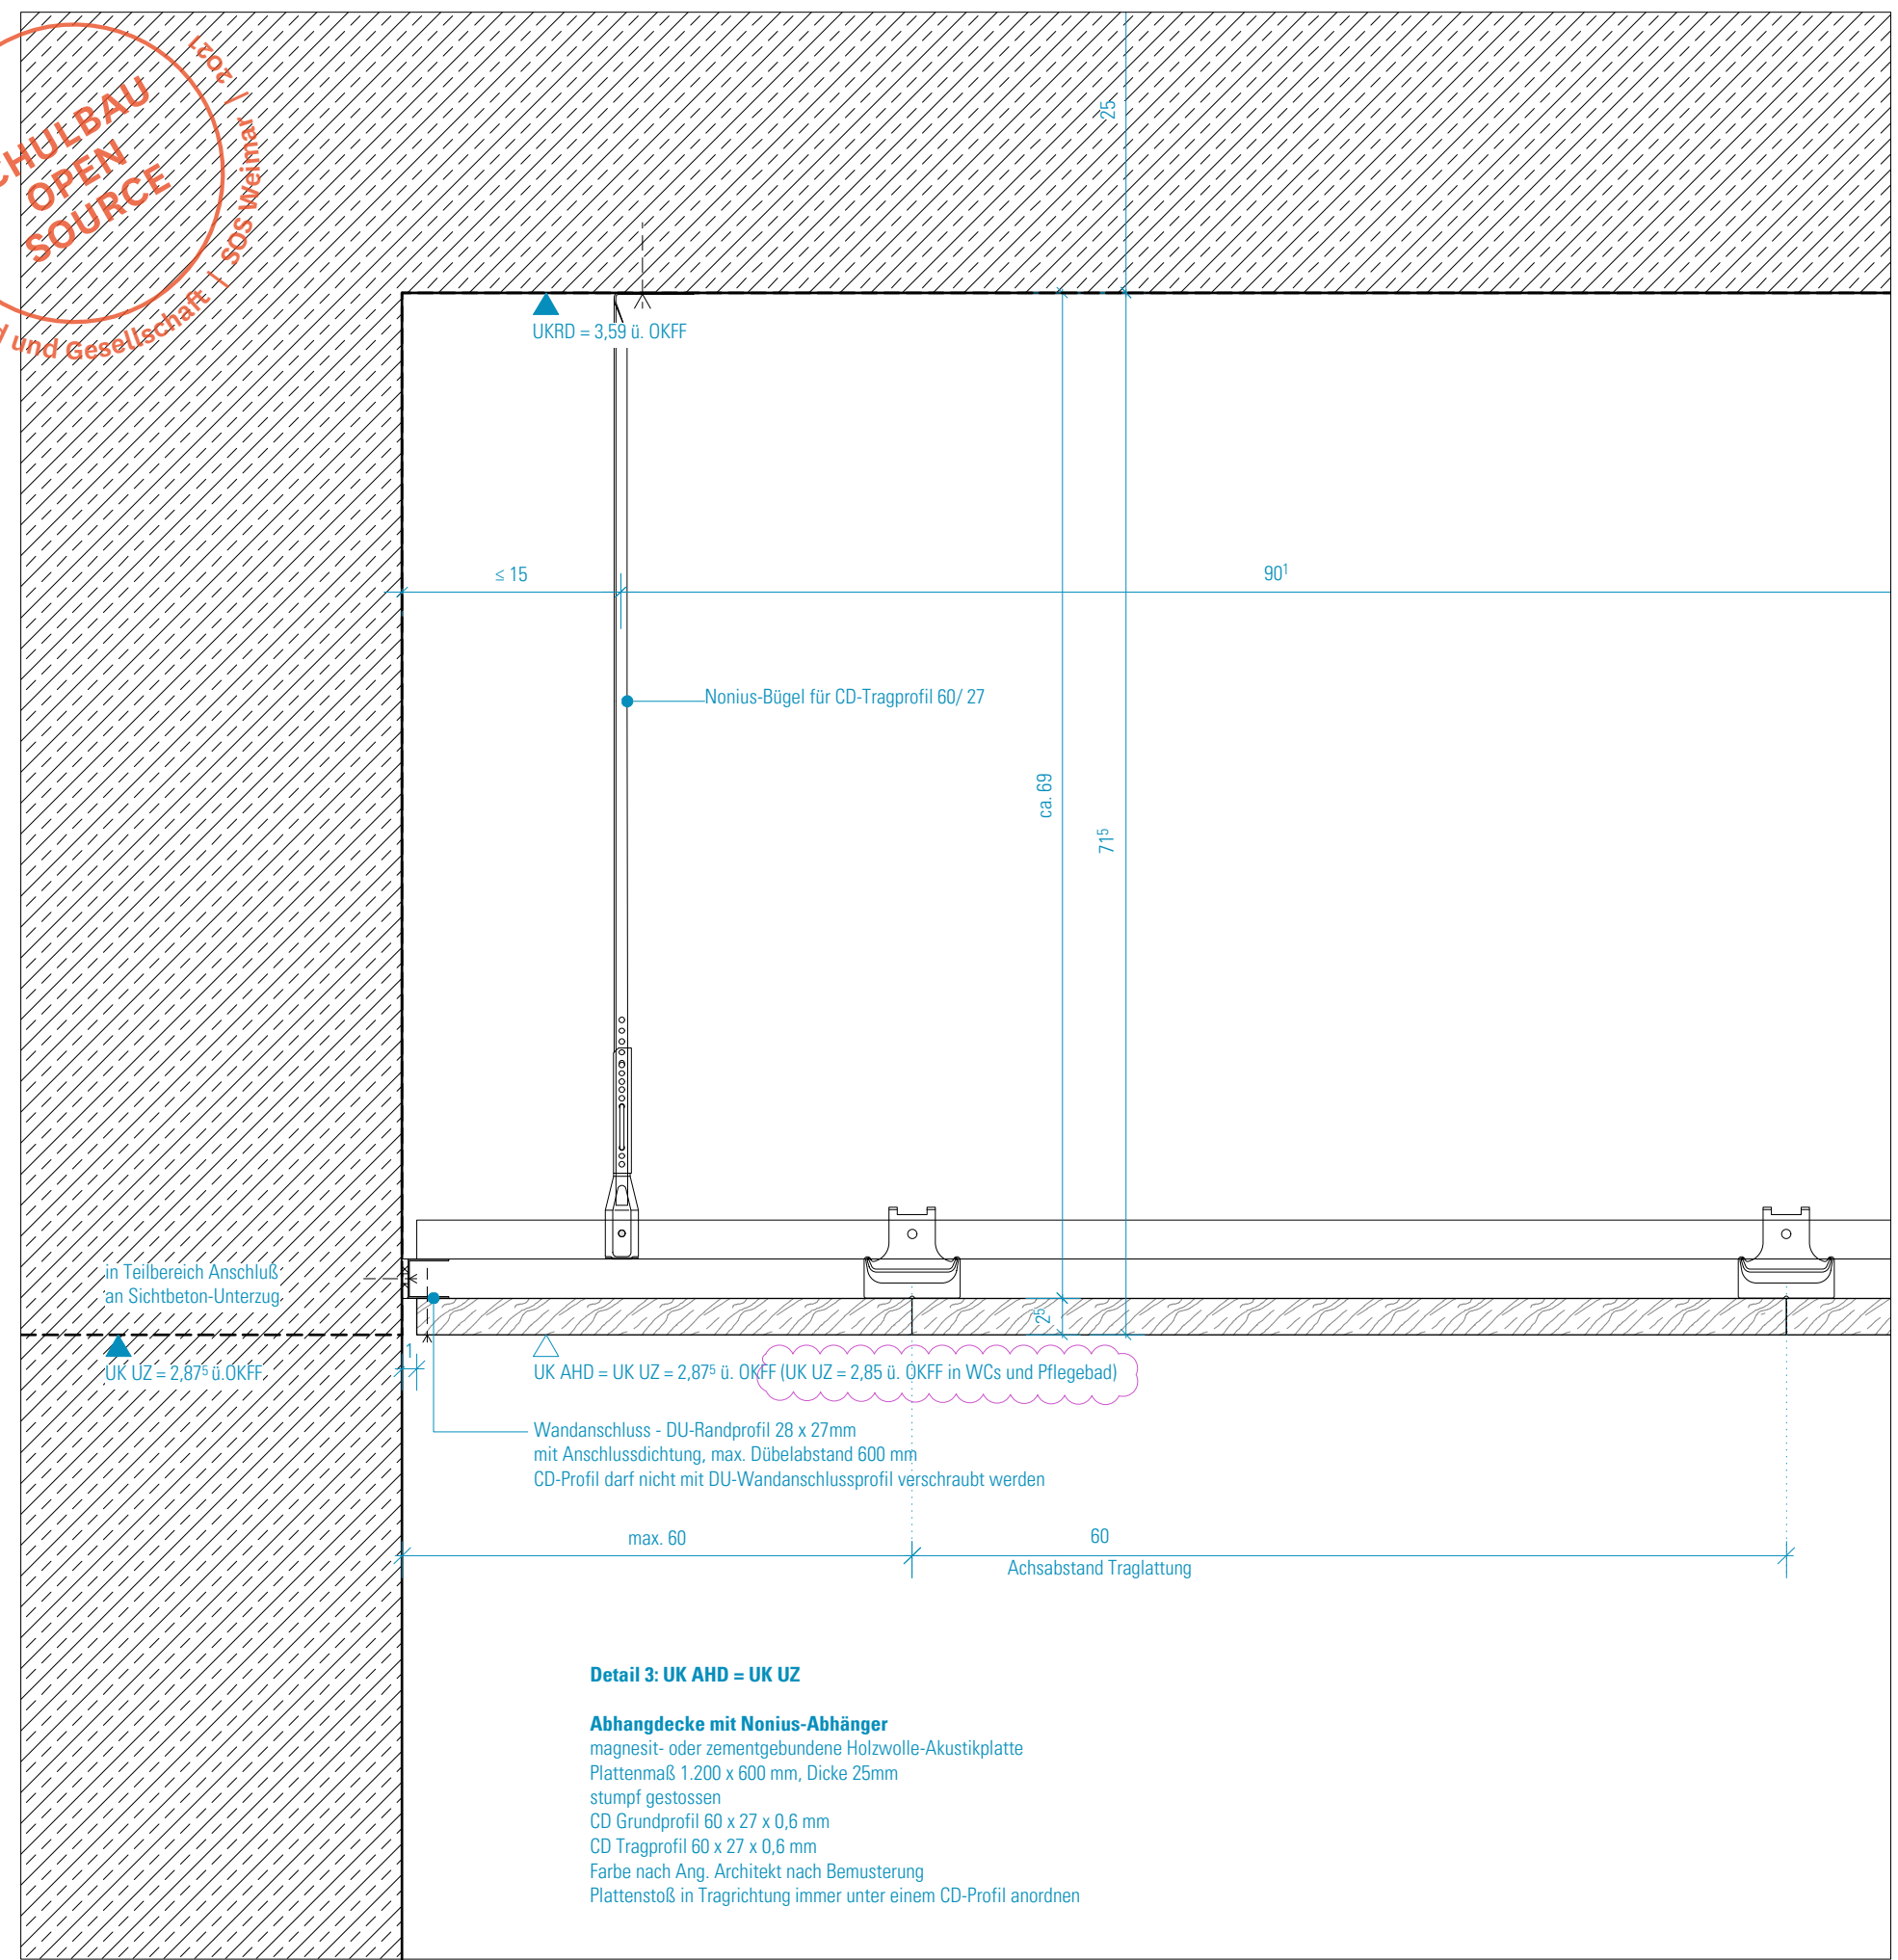 2021 | SOS Weimar |
d und Gesellschaft
CHULBAU
OPEN
SOURCE
25
UKRD = 3,59 ü. OKFF
≤ 15
90¹
Nonius-Bügel für CD-Tragprofil 60/ 27
ca. 69
71⁵
in Teilbereich Anschluß
an Sichtbeton-Unterzug
2⁵
1
UK UZ = 2,87⁵ ü.OKFF
UK AHD = UK UZ = 2,87⁵ ü. OKFF (UK UZ = 2,85 ü. OKFF in WCs und Pflegebad)
Wandanschluss - DU-Randprofil 28 x 27mm
mit Anschlussdichtung, max. Dübelabstand 600 mm
CD-Profil darf nicht mit DU-Wandanschlussprofil verschraubt werden
max. 60
60
Achsabstand Traglattung
Detail 3: UK AHD = UK UZ
Abhangdecke mit Nonius-Abhänger
magnesit- oder zementgebundene Holzwolle-Akustikplatte
Plattenmaß 1.200 x 600 mm, Dicke 25mm
stumpf gestossen
CD Grundprofil 60 x 27 x 0,6 mm
CD Tragprofil 60 x 27 x 0,6 mm
Farbe nach Ang. Architekt nach Bemusterung
Plattenstoß in Tragrichtung immer unter einem CD-Profil anordnen